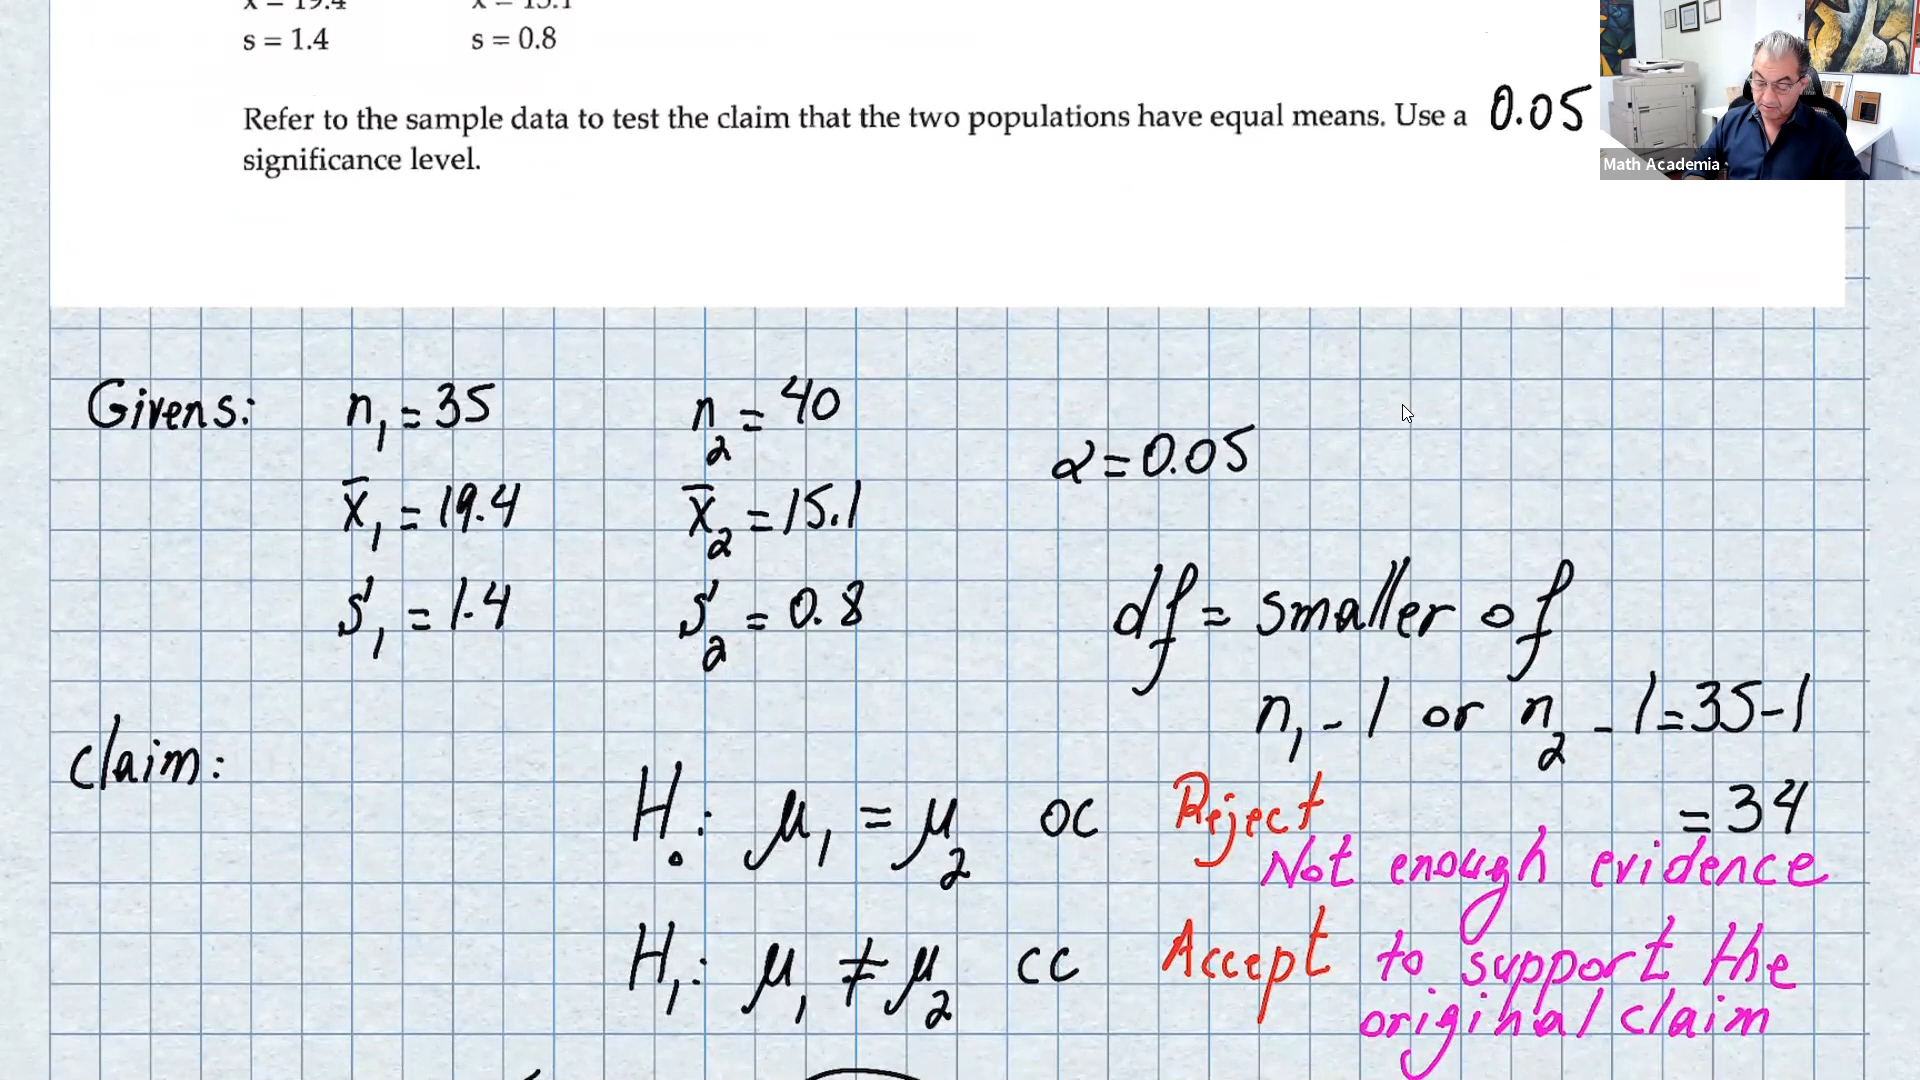 x = 19.4 x = 15.1
s = 1.4 s = 0.8
Refer to the sample data to test the claim that the two populations have equal means. Use a 0.05
significance level.
Math Academia
Givens: n₁ = 35 n₂ = 40
α = 0.05
x̄₁ = 19.4 x̄₂ = 15.1
s₁ = 1.4 s₂ = 0.8
df = smaller of
n₁ - 1 or n₂ - 1 = 35 - 1
= 34
claim:
H₀: μ₁ = μ₂ OC Reject
Not enough evidence
H₁: μ₁ ≠ μ₂ CC Accept to support the
original claim